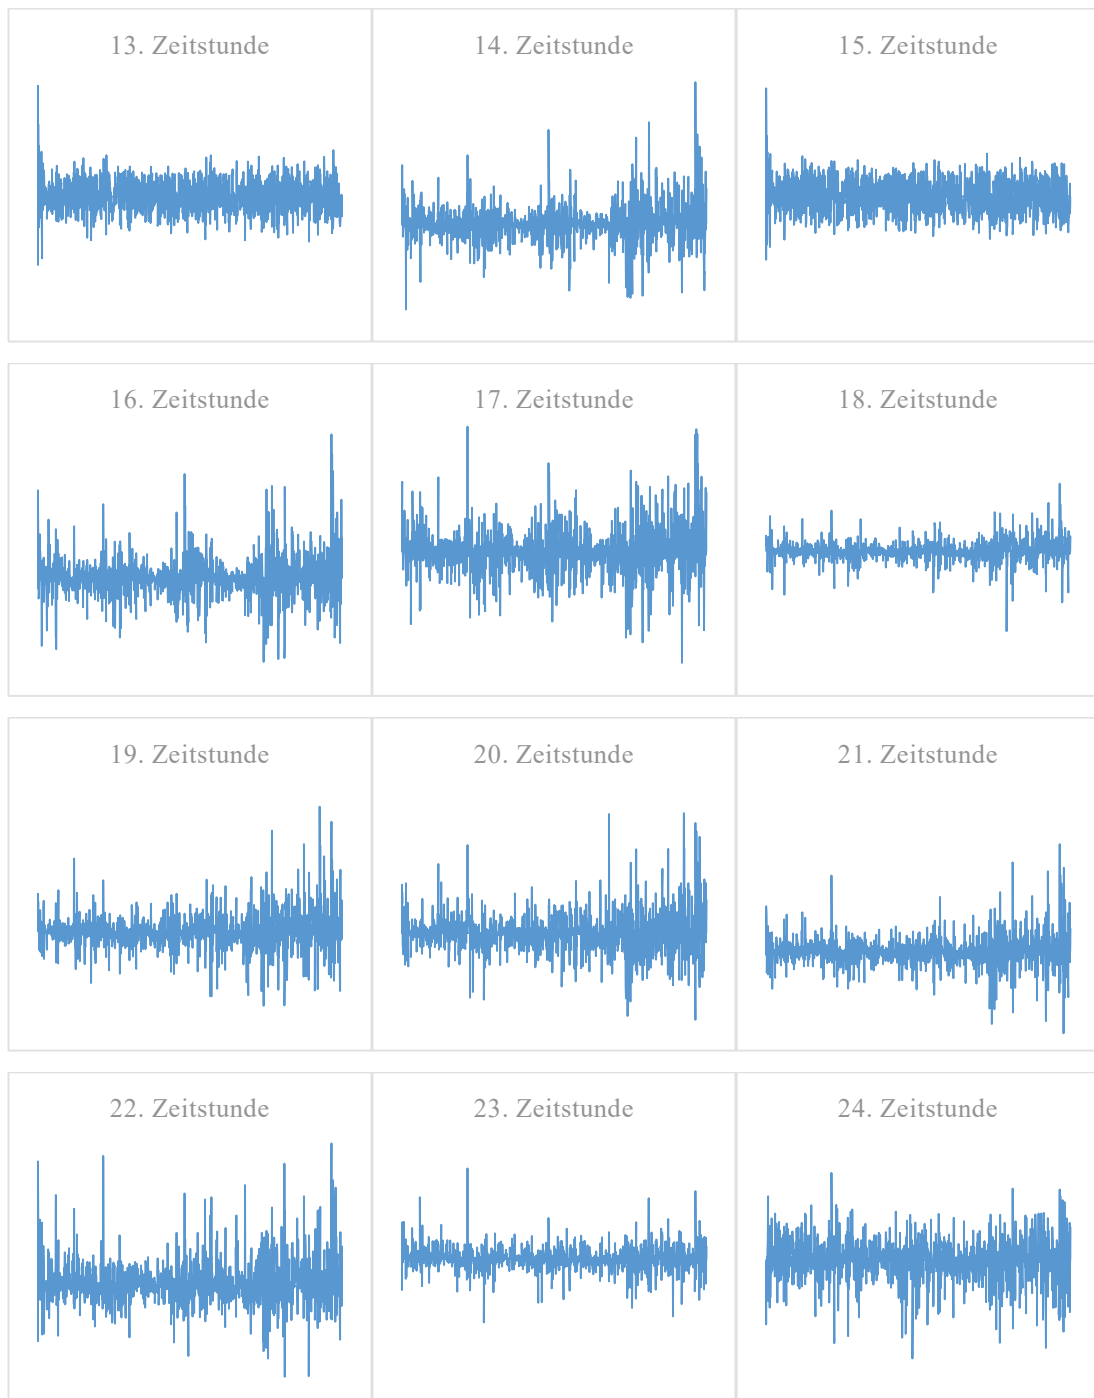 13. Zeitstunde
14. Zeitstunde
15. Zeitstunde
16. Zeitstunde
17. Zeitstunde
18. Zeitstunde
19. Zeitstunde
20. Zeitstunde
21. Zeitstunde
22. Zeitstunde
23. Zeitstunde
24. Zeitstunde